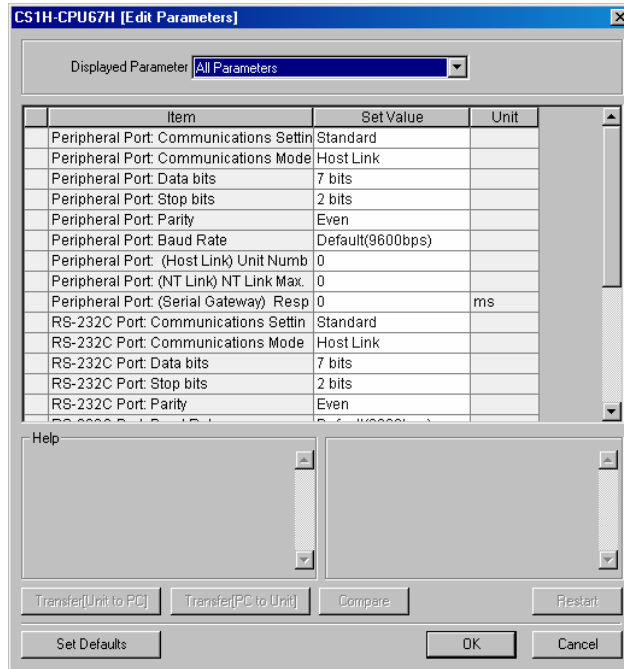 CS1H-CPU67H [Edit Parameters]
Displayed Parameter All Parameters
Item Set Value Unit
Peripheral Port: Communications Settin Standard
Peripheral Port: Communications Mode Host Link
Peripheral Port: Data bits 7 bits
Peripheral Port: Stop bits 2 bits
Peripheral Port: Parity Even
Peripheral Port: Baud Rate Default(9600bps)
Peripheral Port: (Host Link) Unit Numb 0
Peripheral Port: (NT Link) NT Link Max. 0
Peripheral Port: (Serial Gateway) Resp 0 ms
RS-232C Port: Communications Settin Standard
RS-232C Port: Communications Mode Host Link
RS-232C Port: Data bits 7 bits
RS-232C Port: Stop bits 2 bits
RS-232C Port: Parity Even
Help
Transfer[Unit to PC] Transfer[PC to Unit] Compare Restart
Set Defaults OK Cancel